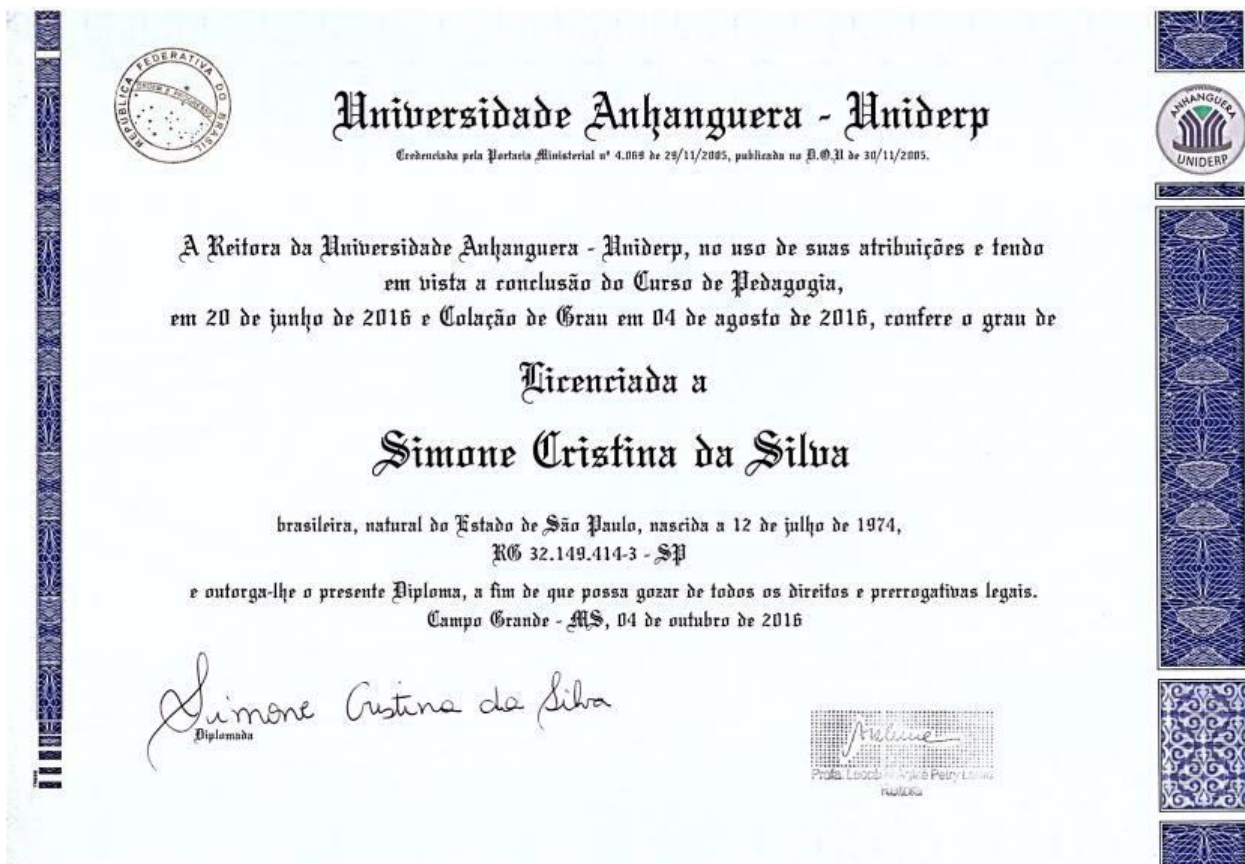 REPÚBLICA FEDERATIVA DO BRASIL
ORDEM E PROGRESSO
Universidade Anhanguera - Uniderp
Credenciada pela Portaria Ministerial nº 4.069 de 29/11/2005, publicada no D.O.U de 30/11/2005.
UNIVERSIDADE
ANHANGUERA
UNIDERP
A Reitora da Universidade Anhanguera - Uniderp, no uso de suas atribuições e tendo
em vista a conclusão do Curso de Pedagogia,
em 20 de junho de 2016 e Colação de Grau em 04 de agosto de 2016, confere o grau de
Licenciada a
Simone Cristina da Silva
brasileira, natural do Estado de São Paulo, nascida a 12 de julho de 1974,
RG 32.149.414-3 - SP
e outorga-lhe o presente Diploma, a fim de que possa gozar de todos os direitos e prerrogativas legais.
Campo Grande - MS, 04 de outubro de 2016
Simone Cristina da Silva
Diplomada
Profa. Petry
Reitora